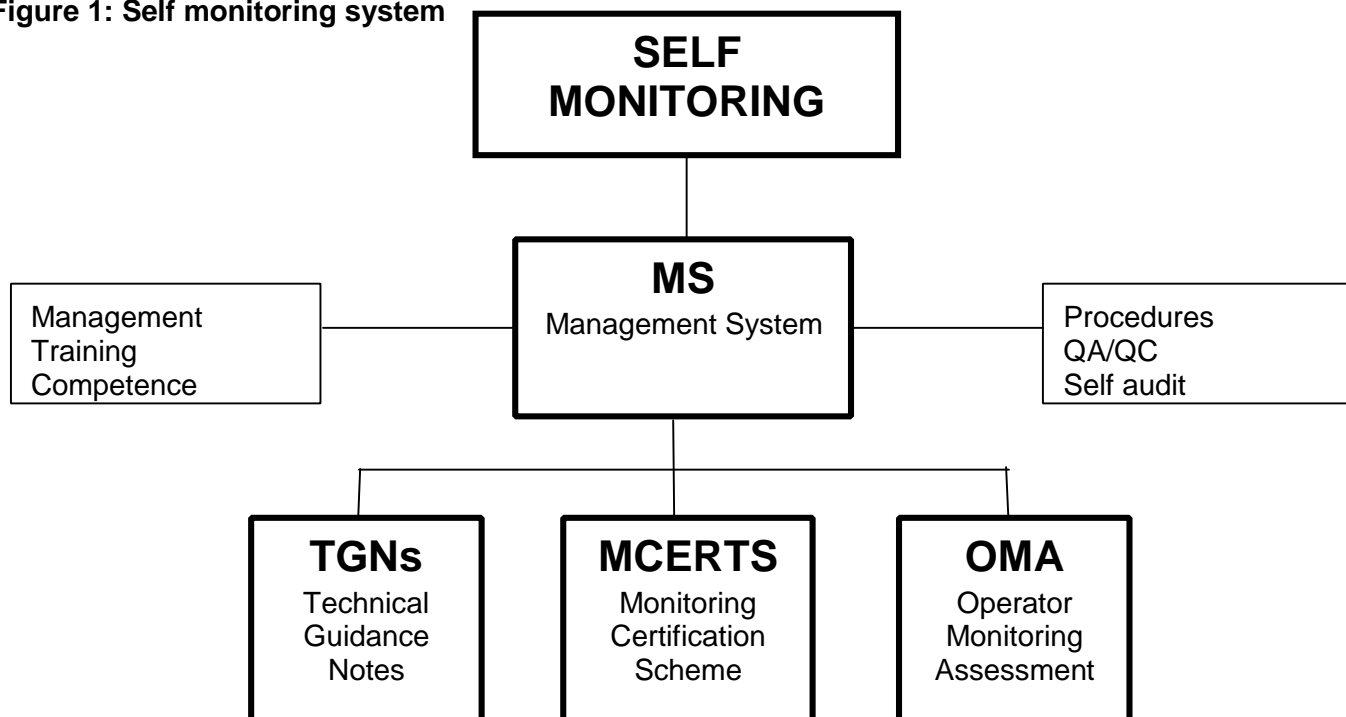 Figure 1: Self monitoring system
SELF
MONITORING
MS
Management System
Management
Training
Competence
Procedures
QA/QC
Self audit
TGNs
Technical
Guidance
Notes
MCERTS
Monitoring
Certification
Scheme
OMA
Operator
Monitoring
Assessment